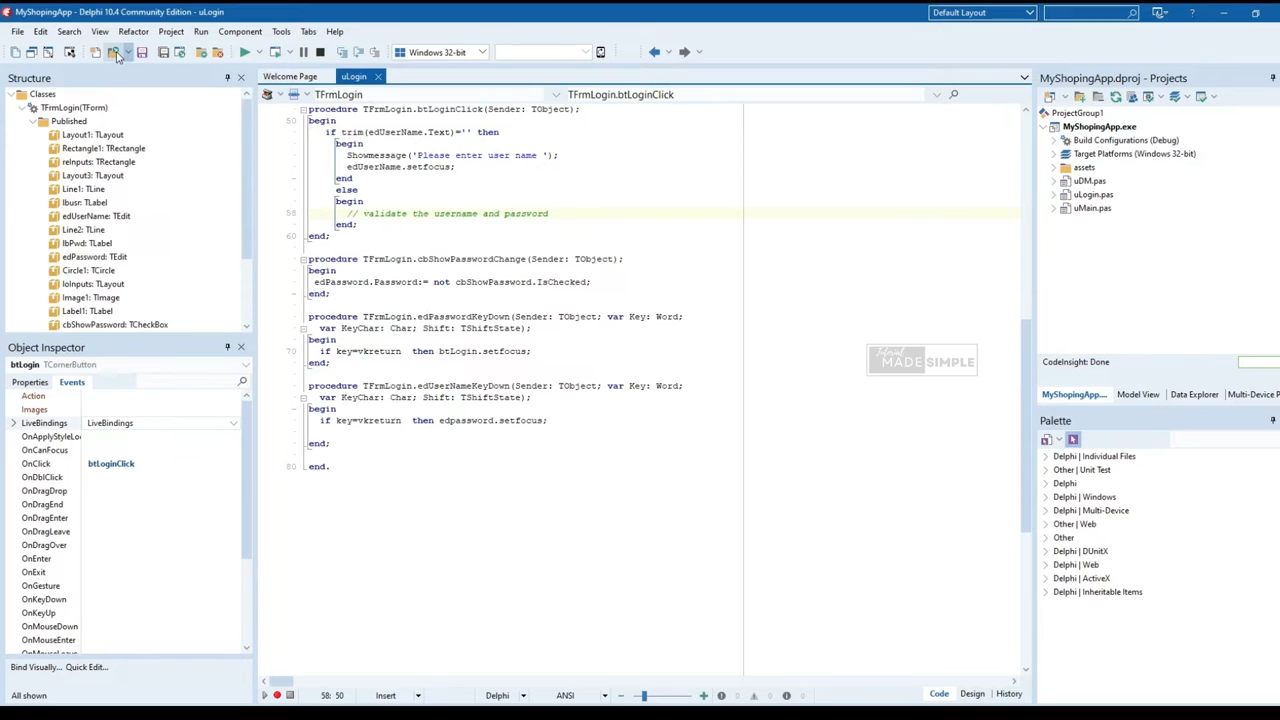 MyShopingApp - Delphi 10.4 Community Edition - uLogin
Default Layout
File Edit Search View Refactor Project Run Component Tools Tabs Help
Windows 32-bit
Structure
Classes
TFrmLogin(TForm)
Published
Layout1: TLayout
Rectangle1: TRectangle
reInputs: TRectangle
Layout3: TLayout
Line1: TLine
lbusr: TLabel
edUserName: TEdit
Line2: TLine
lbPwd: TLabel
edPassword: TEdit
Circle1: TCircle
loInputs: TLayout
Image1: TImage
Label1: TLabel
cbShowPassword: TCheckBox
Object Inspector
btLogin TCornerButton
Properties Events
Action
Images
LiveBindings LiveBindings
OnApplyStyleLo
OnCanFocus
OnClick btLoginClick
OnDblClick
OnDragDrop
OnDragEnd
OnDragEnter
OnDragLeave
OnDragOver
OnEnter
OnExit
OnGesture
OnKeyDown
OnKeyUp
OnMouseDown
OnMouseEnter
OnMouseLeave
Bind Visually... Quick Edit...
All shown
Welcome Page uLogin
TFrmLogin TFrmLogin.btLoginClick
procedure TFrmLogin.btLoginClick(Sender: TObject);
50 begin
if trim(edUserName.Text)='' then
begin
Showmessage('Please enter user name ');
edUserName.setfocus;
end
else
begin
58 // validate the username and password
end;
60 end;
procedure TFrmLogin.cbShowPasswordChange(Sender: TObject);
begin
edPassword.Password:= not cbShowPassword.IsChecked;
end;
procedure TFrmLogin.edPasswordKeyDown(Sender: TObject; var Key: Word;
var KeyChar: Char; Shift: TShiftState);
begin
70 if key=vkreturn then btLogin.setfocus;
end;
procedure TFrmLogin.edUserNameKeyDown(Sender: TObject; var Key: Word;
var KeyChar: Char; Shift: TShiftState);
begin
if key=vkreturn then edpassword.setfocus;
end;
80 end.
Tutorial
MADE SIMPLE
58: 50 Insert Delphi ANSI 0 0 0 Code Design History
MyShopingApp.dproj - Projects
ProjectGroup1
MyShopingApp.exe
Build Configurations (Debug)
Target Platforms (Windows 32-bit)
assets
uDM.pas
uLogin.pas
uMain.pas
CodeInsight: Done
MyShopingApp.... Model View Data Explorer Multi-Device P
Palette
Delphi | Individual Files
Other | Unit Test
Delphi
Delphi | Windows
Delphi | Multi-Device
Other | Web
Other
Delphi | DUnitX
Delphi | Web
Delphi | ActiveX
Delphi | Inheritable Items